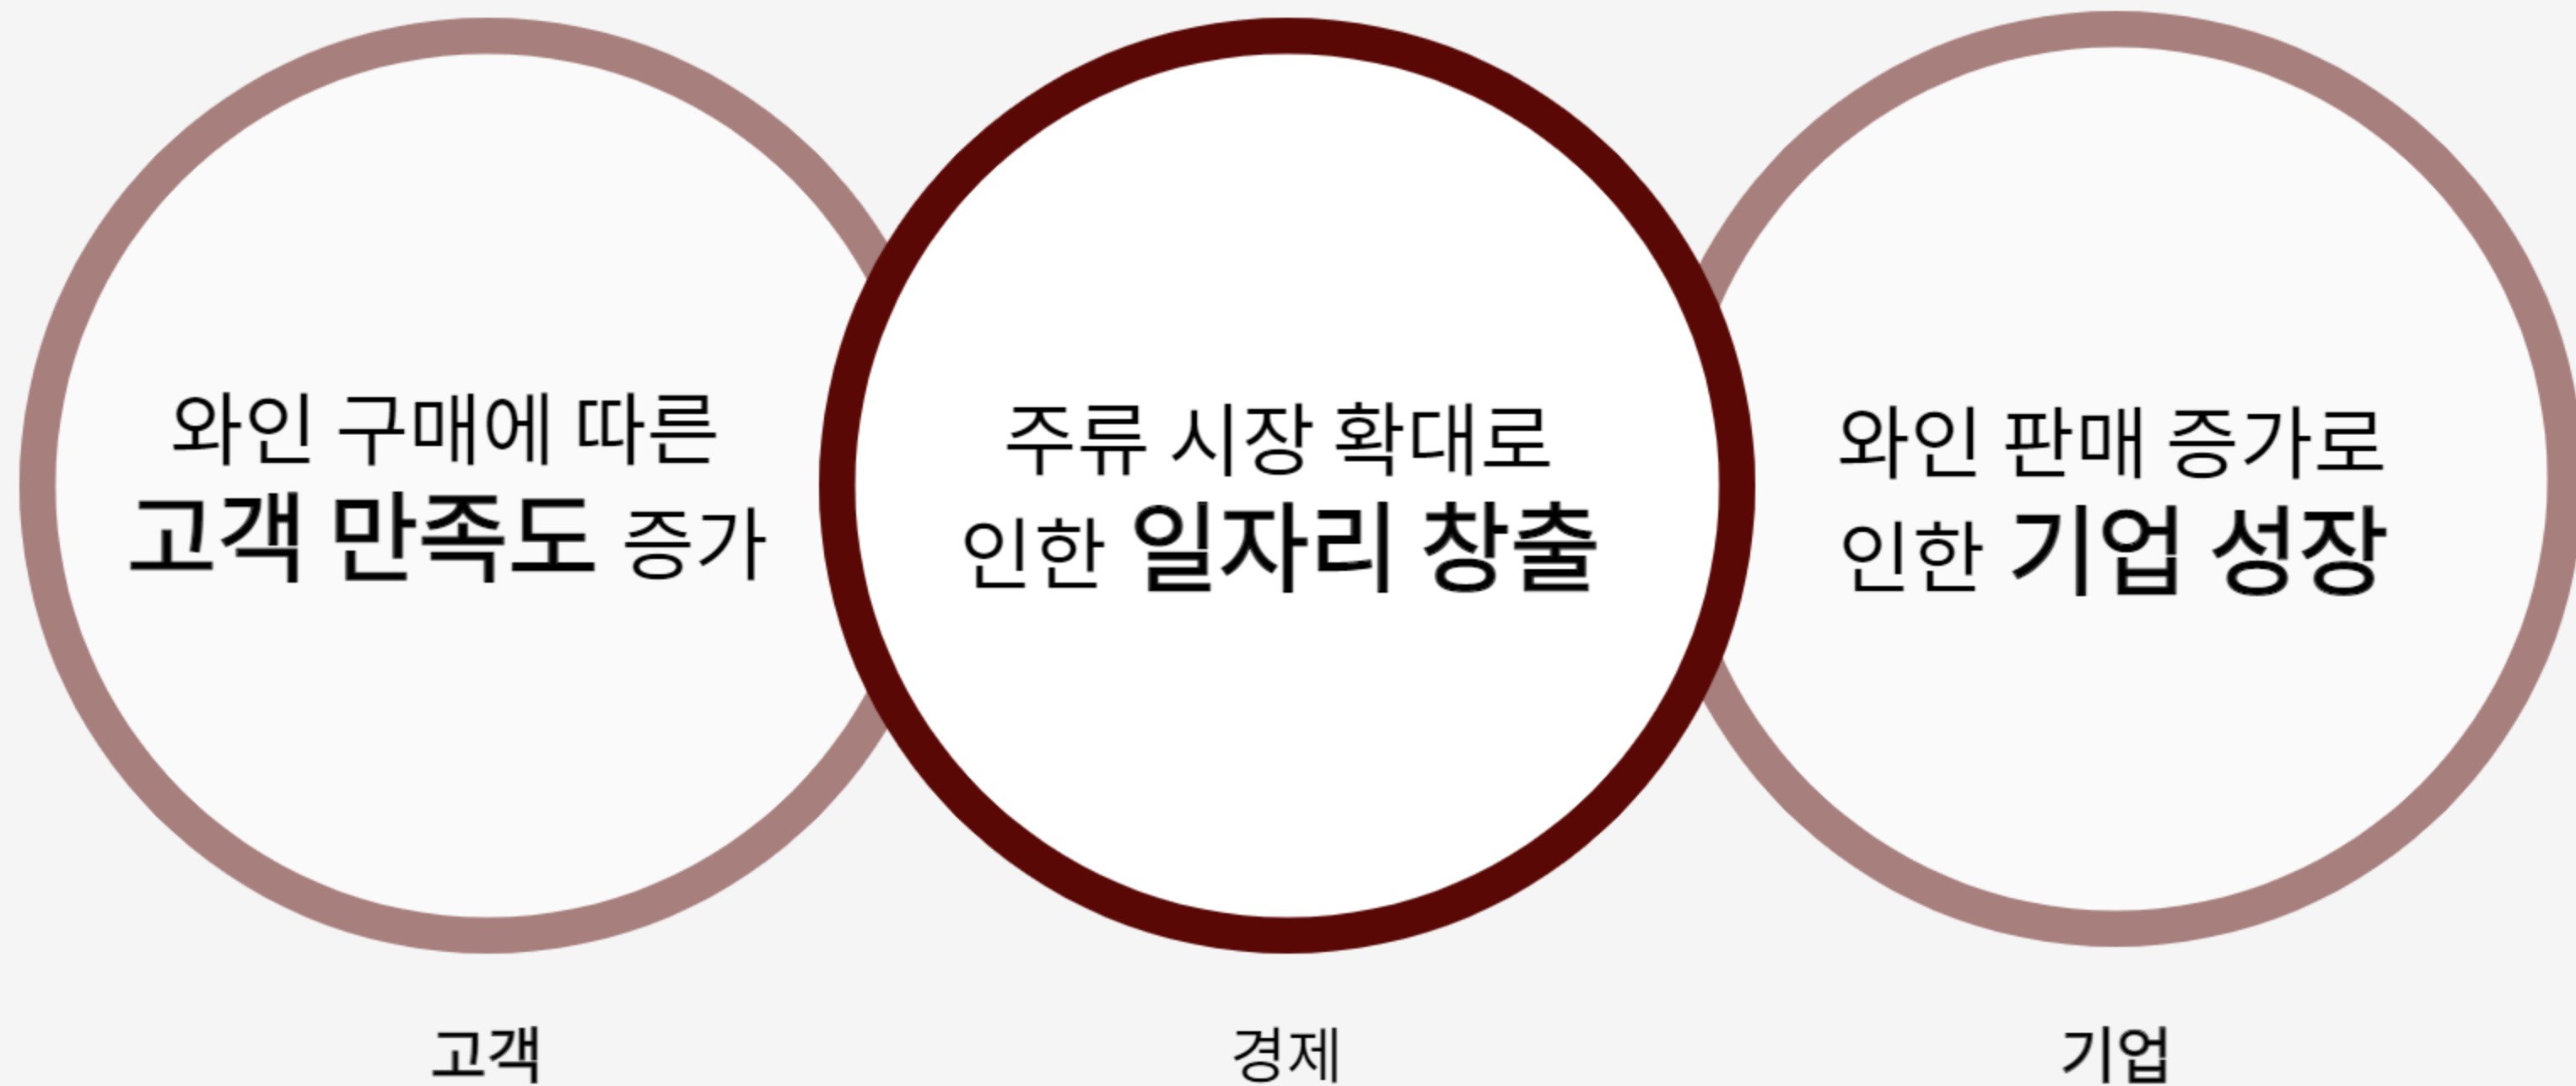 와인 구매에 따른
고객 만족도 증가
주류 시장 확대로
인한 일자리 창출
와인 판매 증가로
인한 기업 성장
고객
경제
기업